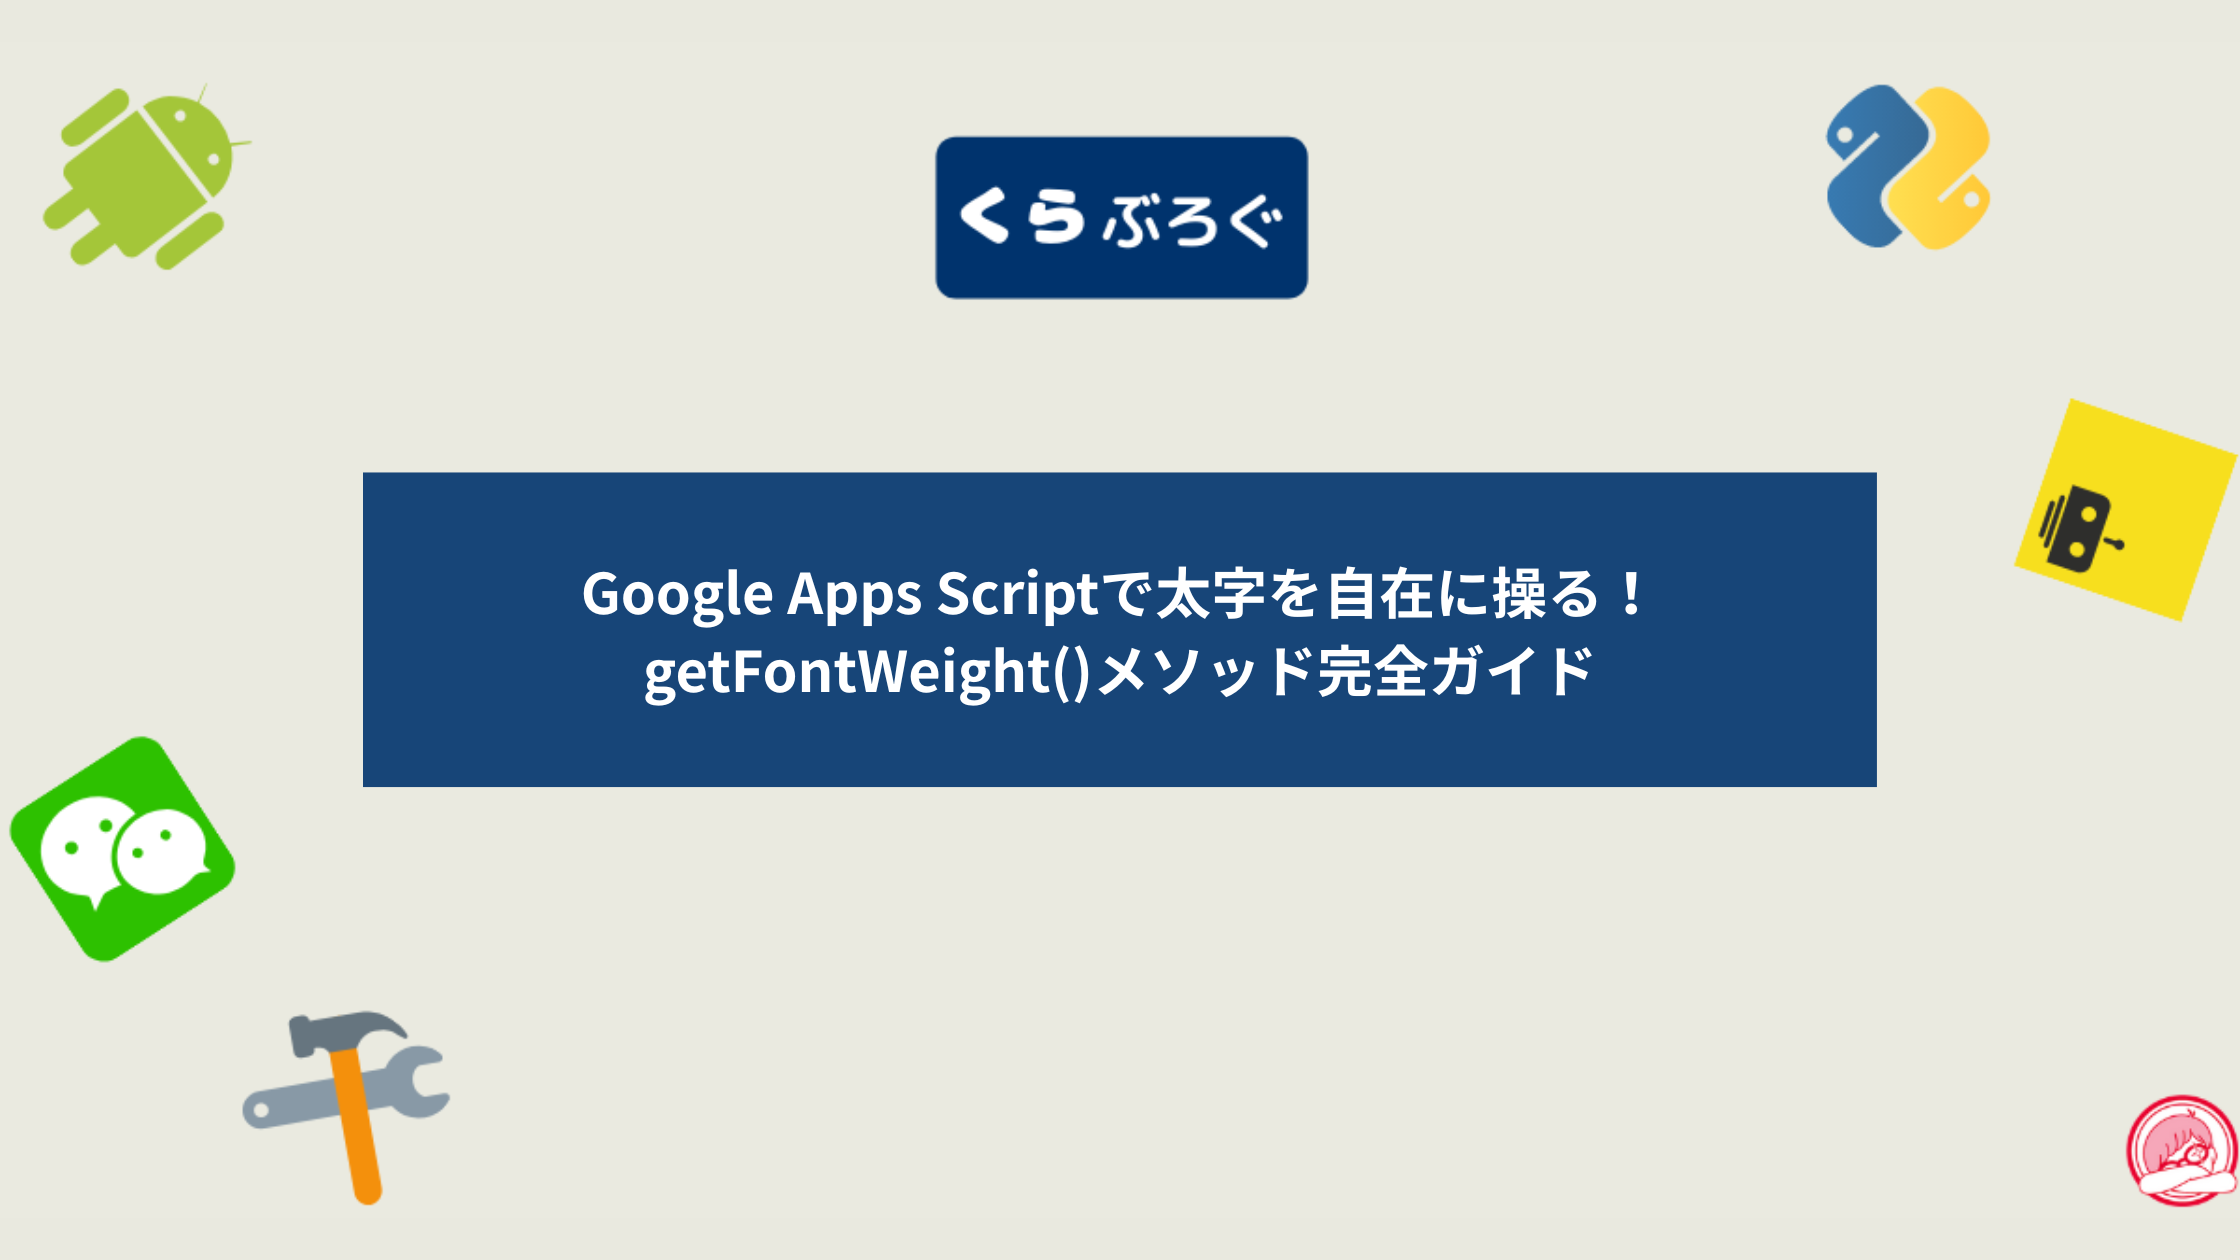 くらぶろぐ
Google Apps Scriptで太字を自在に操る！
getFontWeight()メソッド完全ガイド